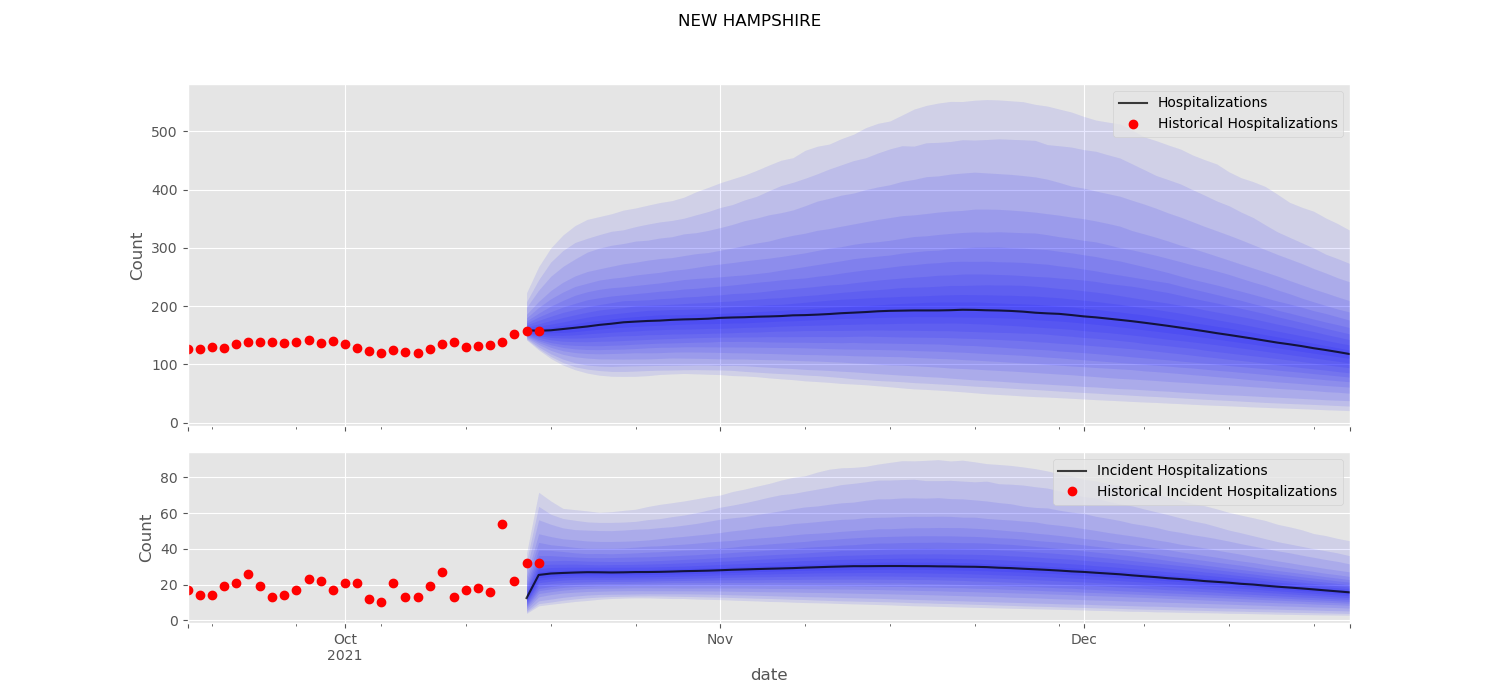 NEW HAMPSHIRE
Hospitalizations
Historical Hospitalizations
Count
500
400
300
200
100
0
Incident Hospitalizations
Historical Incident Hospitalizations
Count
80
60
40
20
0
Oct
2021
Nov
Dec
date